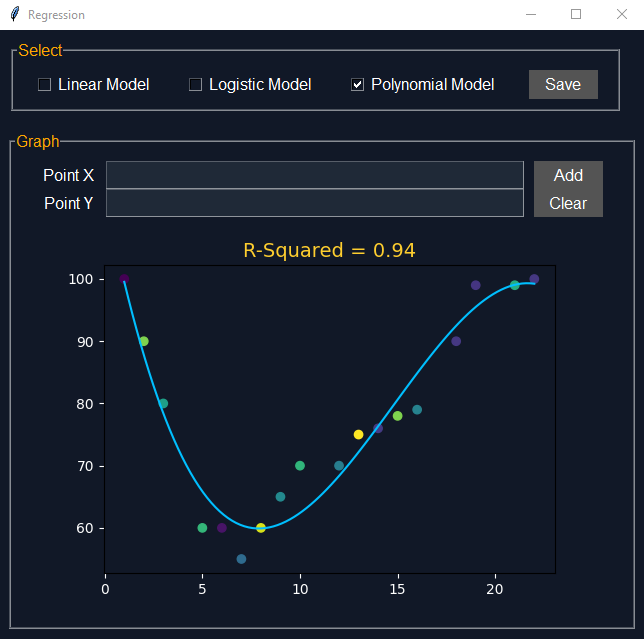 Regression
Select
Linear Model Logistic Model Polynomial Model Save
Graph
Point X Add
Point Y Clear
R-Squared = 0.94
100
90
80
70
60
0 5 10 15 20